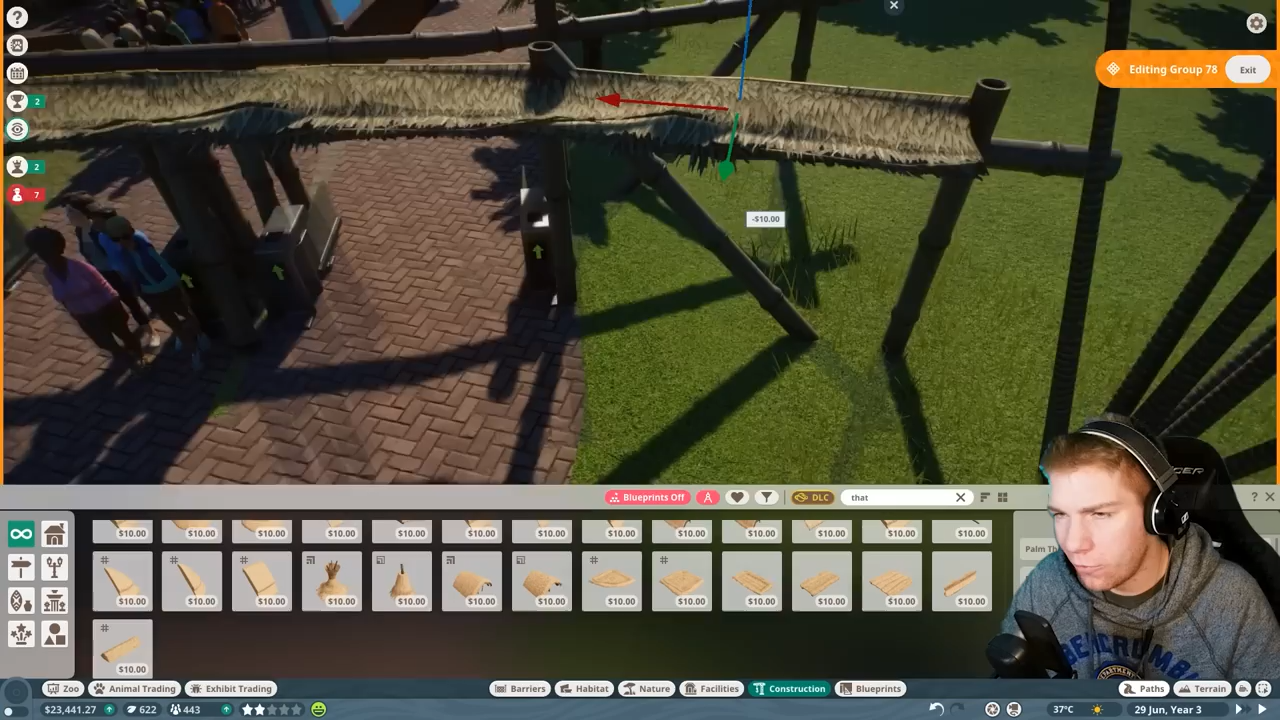 Editing Group 78
Exit
2
2
7
-$10.00
Blueprints Off
DLC
that
$10.00 $10.00 $10.00 $10.00 $10.00 $10.00 $10.00 $10.00 $10.00 $10.00 $10.00 $10.00 $10.00
Palm Th
$10.00 $10.00 $10.00 $10.00 $10.00 $10.00 $10.00 $10.00 $10.00 $10.00 $10.00 $10.00 $10.00
$10.00
Zoo Animal Trading Exhibit Trading Barriers Habitat Nature Facilities Construction Blueprints Paths Terrain
$23,441.27 622 443 37°C 29 Jun, Year 3